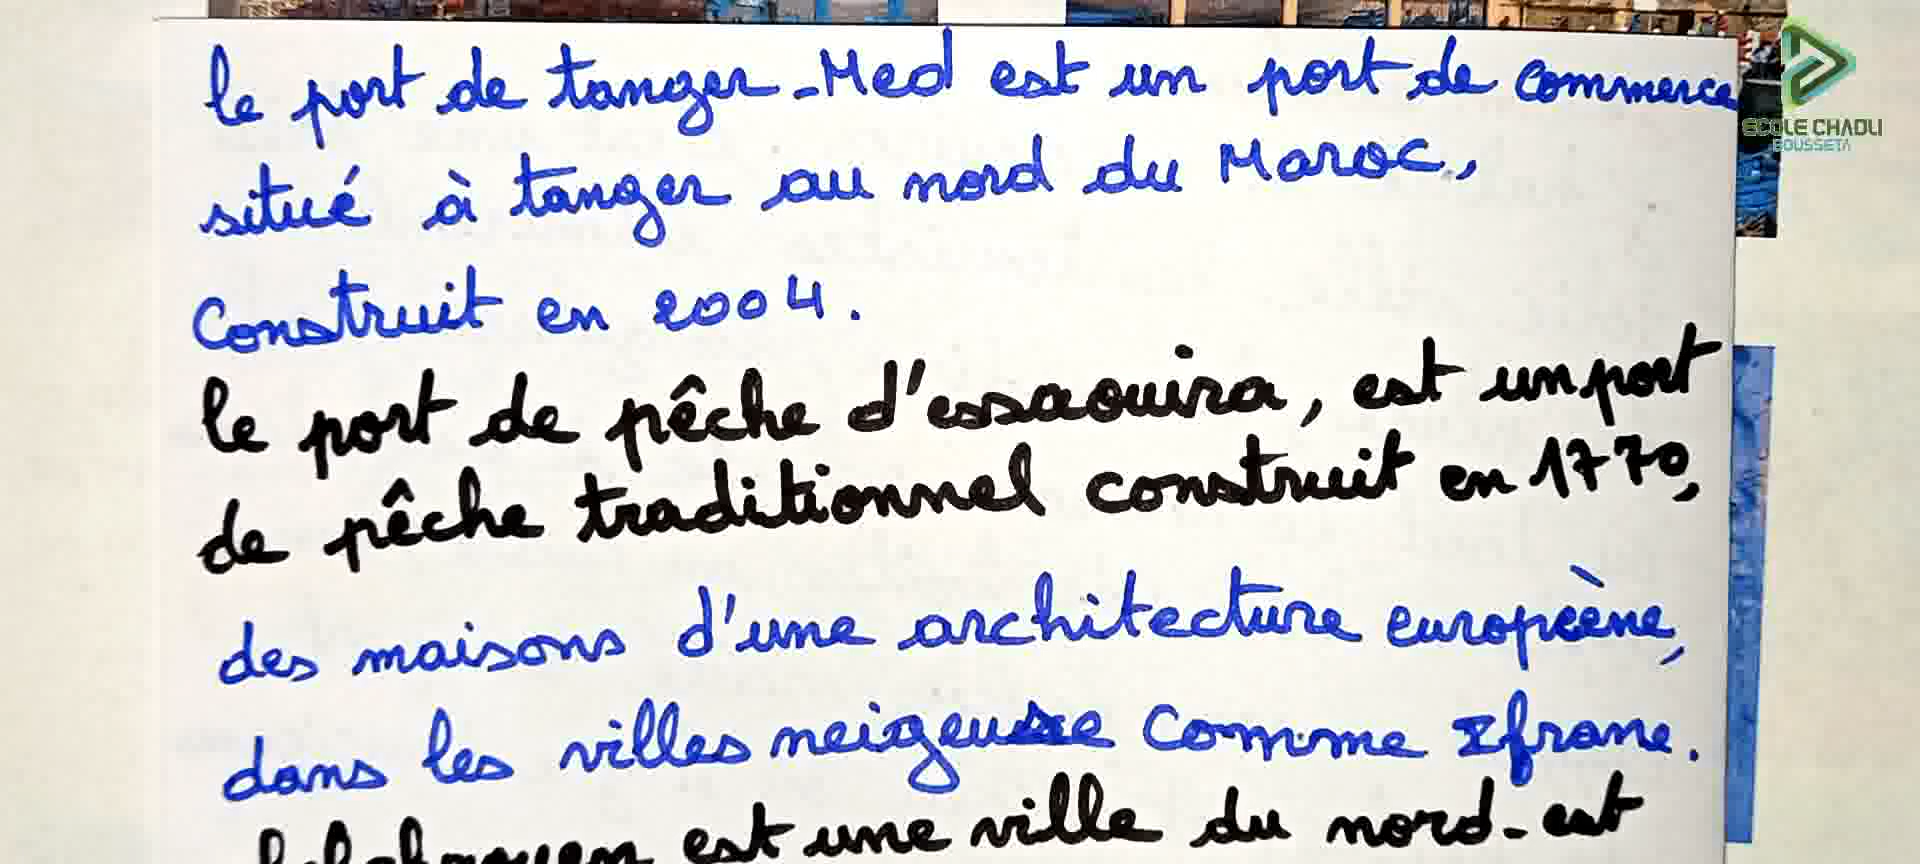 le port de tanger-Med est un port de commerce
situé à tanger au nord du Maroc,
Construit en 2004.
le port de pêche d'essaouira, est un port
de pêche traditionnel construit en 1770,
des maisons d'une architecture européène,
dans les villes neigeuse comme Ifrane.
est une ville du nord-est
ECOLE CHADLI
BOUSSETA